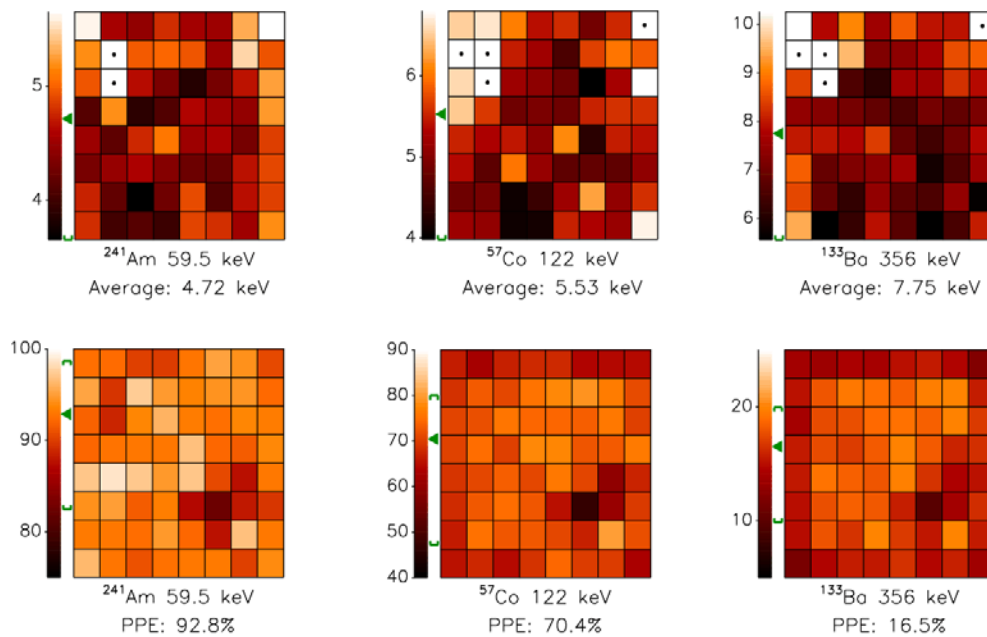 5
4
²⁴¹Am 59.5 keV
Average: 4.72 keV
6
5
4
⁵⁷Co 122 keV
Average: 5.53 keV
10
9
8
7
6
¹³³Ba 356 keV
Average: 7.75 keV
100
90
80
²⁴¹Am 59.5 keV
PPE: 92.8%
90
80
70
60
50
40
⁵⁷Co 122 keV
PPE: 70.4%
20
10
¹³³Ba 356 keV
PPE: 16.5%